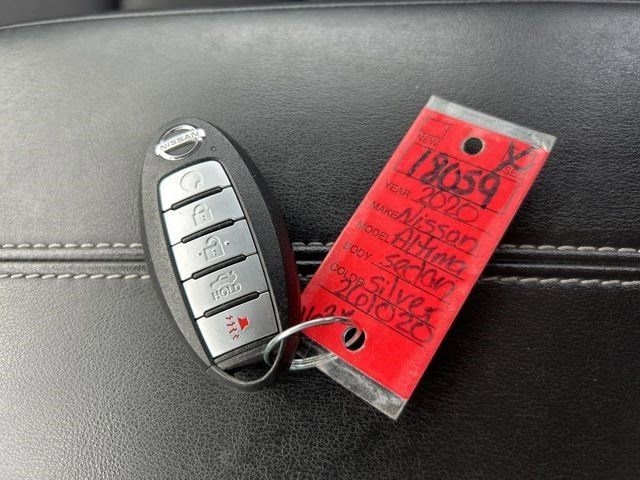 NISSAN
HOLD
NEW X USED
18059
YEAR 2020
MAKE Nissan
MODEL Altima
BODY sedan
COLOR silver
261020